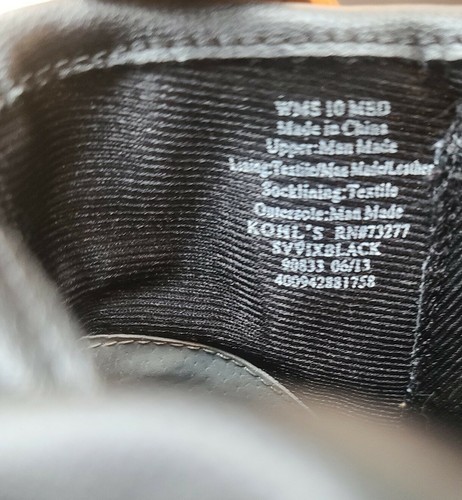 WMS 10 MED
Made in China
Upper:Man Made
Lining:Textile/Man Made/Leather
Socklining:Textile
Outersole:Man Made
KOHL'S RN#73277
SVVIXBLACK
90833 06/13
400942881758